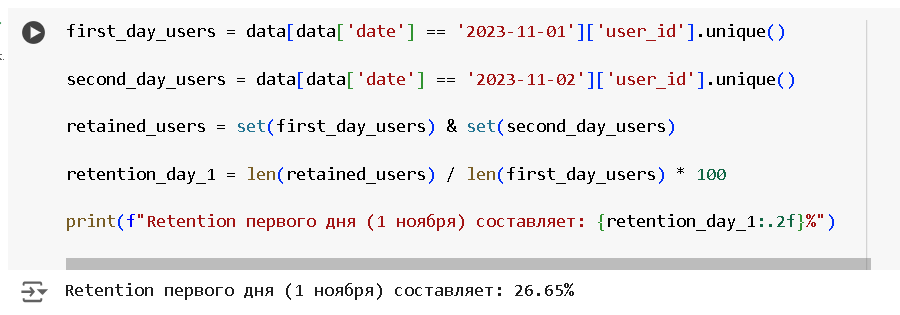 first_day_users = data[data['date'] == '2023-11-01']['user_id'].unique()
second_day_users = data[data['date'] == '2023-11-02']['user_id'].unique()
retained_users = set(first_day_users) & set(second_day_users)
retention_day_1 = len(retained_users) / len(first_day_users) * 100
print(f"Retention первого дня (1 ноября) составляет: {retention_day_1:.2f}%")
Retention первого дня (1 ноября) составляет: 26.65%